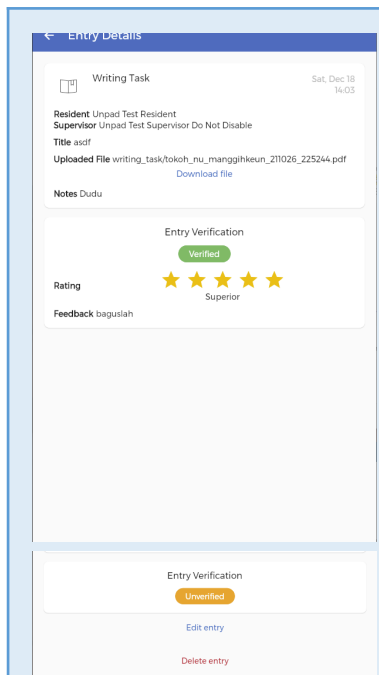 ← Entry Details
Writing Task
Sat, Dec 18
14:03
Resident Unpad Test Resident
Supervisor Unpad Test Supervisor Do Not Disable
Title asdf
Uploaded File writing_task/tokoh_nu_manggihkeun_211026_225244.pdf
Download file
Notes Dudu
Entry Verification
Verified
Rating
Superior
Feedback baguslah
Entry Verification
Unverified
Edit entry
Delete entry